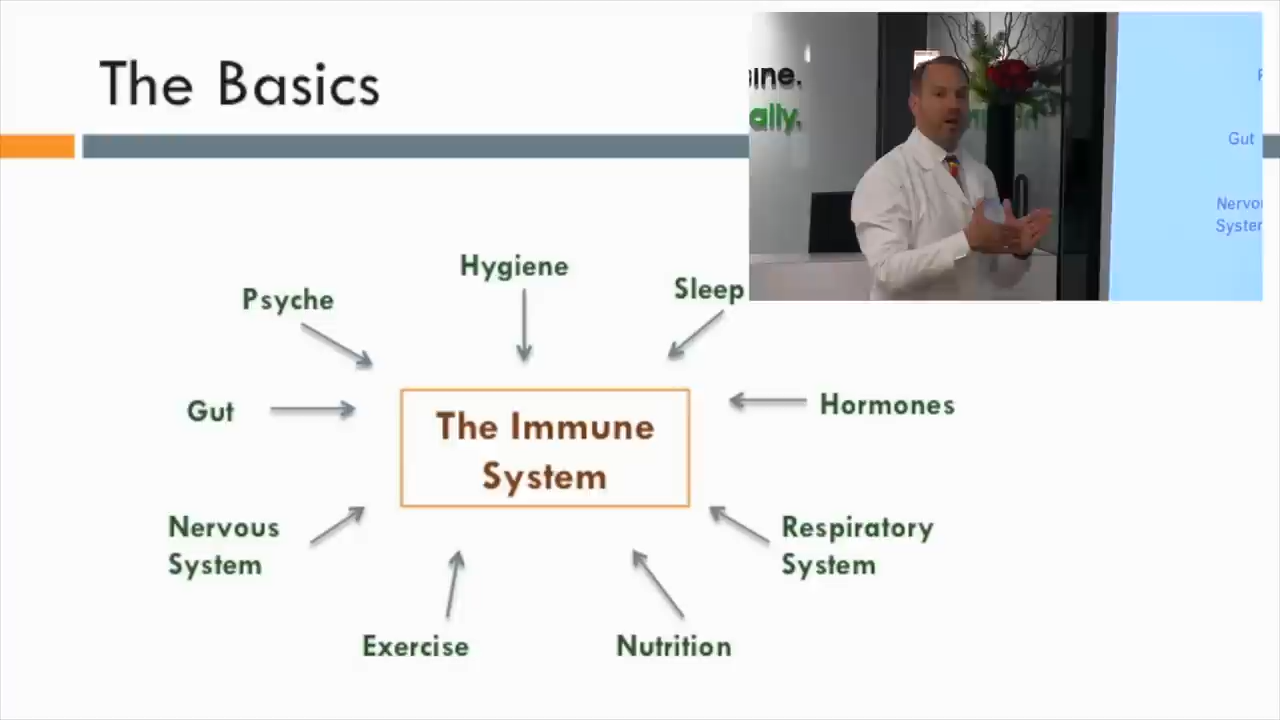 The Basics
Gut
Hygiene
Sleep
Psyche
Gut
Hormones
The Immune
System
Nervous
System
Respiratory
System
Exercise
Nutrition